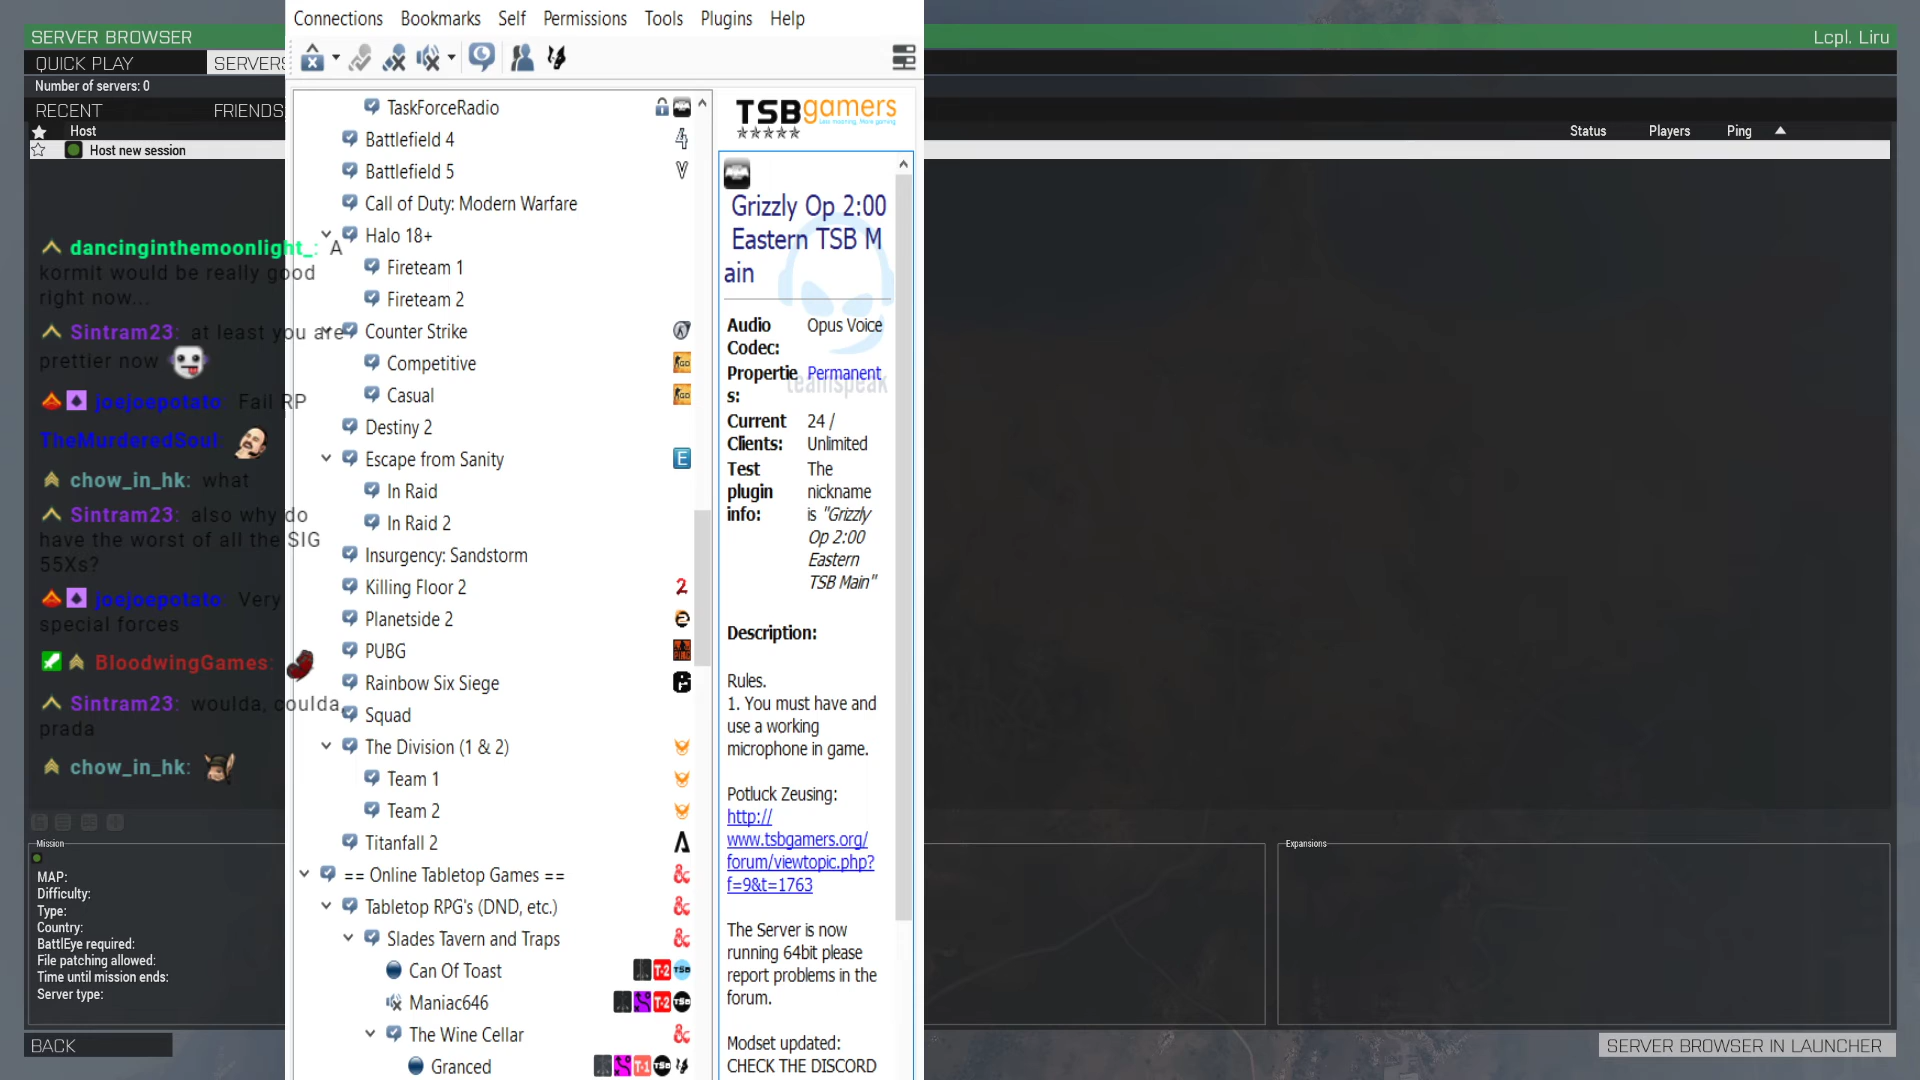 Connections Bookmarks Self Permissions Tools Plugins Help
SERVER BROWSER
Lcpl. Liru
QUICK PLAY
SERVERS
Number of servers: 0
RECENT
FRIENDS
Host
Status
Players
Ping
Host new session
dancinginthemoonlight_: A
kormit would be really good
right now...
Sintram23: at least you are
prettier now
joejoepotato: Fail RP
TheMurderedSoul
chow_in_hk: what
Sintram23: also why do
have the worst of all the SIG
55Xs?
joejoepotato: Very
special forces
BloodwingGames:
Sintram23: woulda, coulda,
prada
chow_in_hk:
TaskForceRadio
Battlefield 4
Battlefield 5
Call of Duty: Modern Warfare
Halo 18+
Fireteam 1
Fireteam 2
Counter Strike
Competitive
Casual
Destiny 2
Escape from Sanity
In Raid
In Raid 2
Insurgency: Sandstorm
Killing Floor 2
Planetside 2
PUBG
Rainbow Six Siege
Squad
The Division (1 & 2)
Team 1
Team 2
Titanfall 2
== Online Tabletop Games ==
Tabletop RPG's (DND, etc.)
Slades Tavern and Traps
Can Of Toast
T-2 TSB
Maniac646
T-2 TSB
The Wine Cellar
Granced
T-1 TSB
TSBgamers
Grizzly Op 2:00
Eastern TSB M
ain
Audio
Codec:
Opus Voice
Propertie
s:
Permanent
teamspeak
Current
Clients:
24 /
Unlimited
Test
plugin
info:
The
nickname
is "Grizzly
Op 2:00
Eastern
TSB Main"
Description:
Rules.
1. You must have and
use a working
microphone in game.
Potluck Zeusing:
http://
www.tsbgamers.org/
forum/viewtopic.php?
f=9&t=1763
The Server is now
running 64bit please
report problems in the
forum.
Modset updated:
CHECK THE DISCORD
Mission
MAP:
Difficulty:
Type:
Country:
BattlEye required:
File patching allowed:
Time until mission ends:
Server type:
Expansions
BACK
SERVER BROWSER IN LAUNCHER